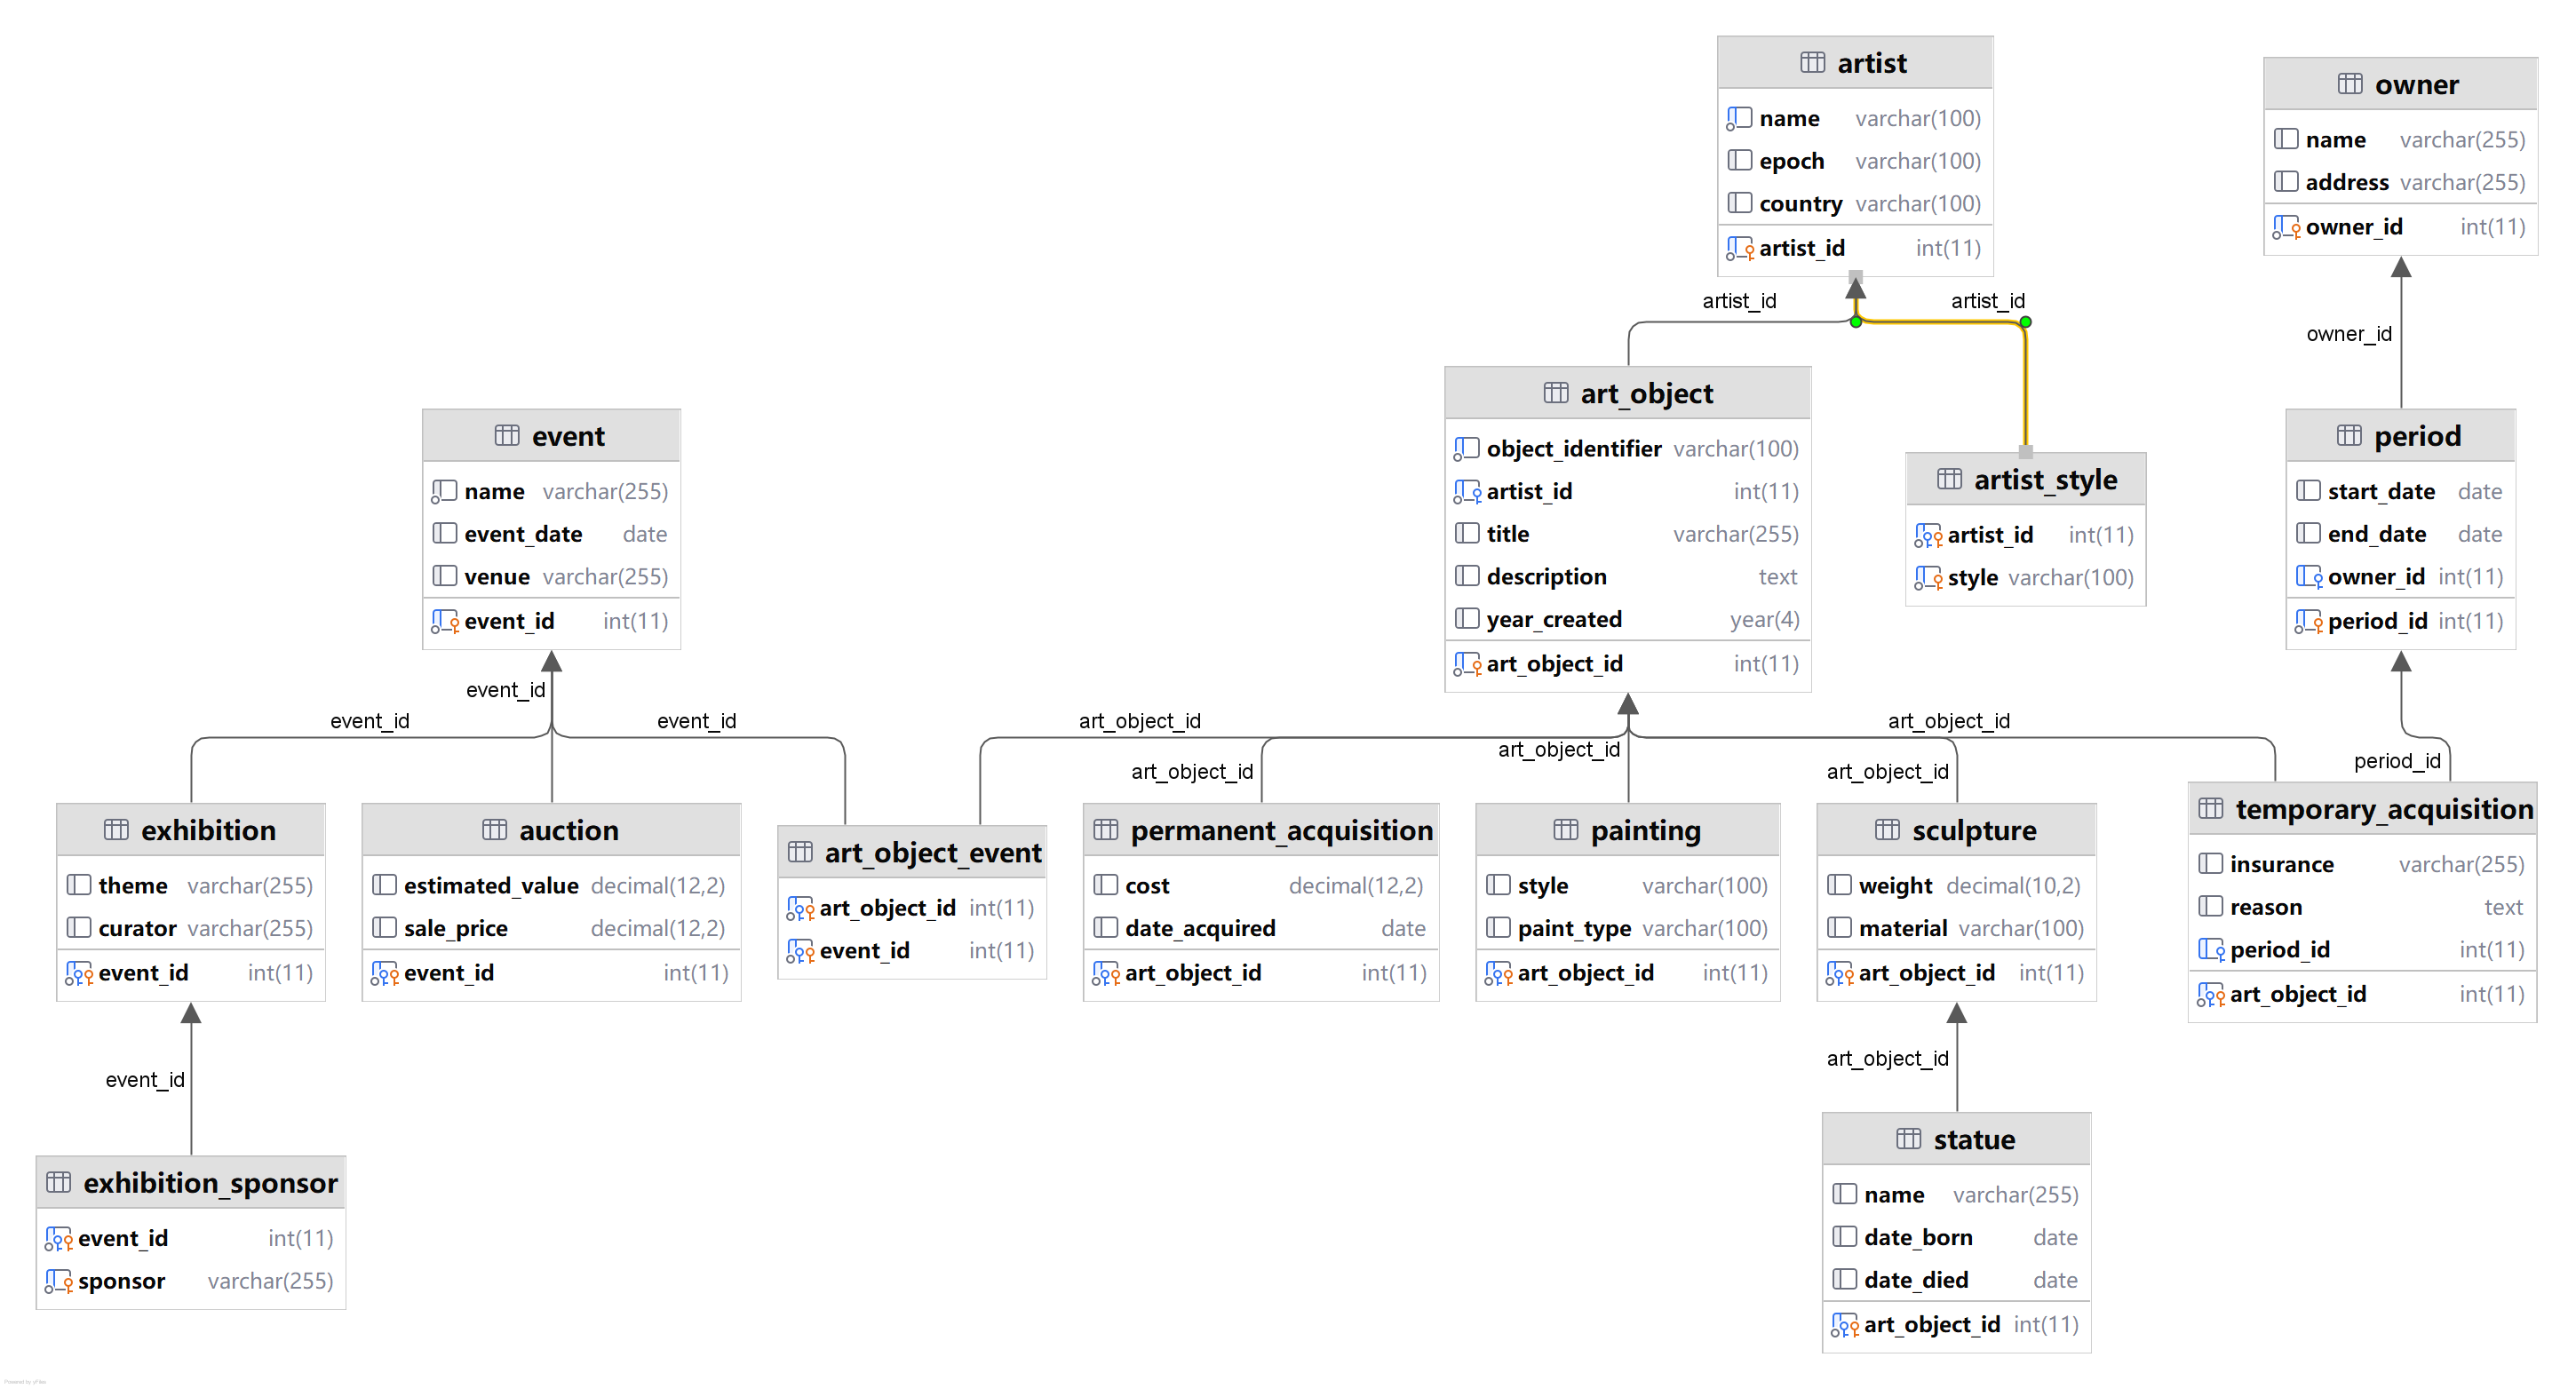 artist
name varchar(100)
epoch varchar(100)
country varchar(100)
artist_id int(11)
owner
name varchar(255)
address varchar(255)
owner_id int(11)
artist_id
artist_id
owner_id
art_object
object_identifier varchar(100)
artist_id int(11)
title varchar(255)
description text
year_created year(4)
art_object_id int(11)
event
name varchar(255)
event_date date
venue varchar(255)
event_id int(11)
artist_style
artist_id int(11)
style varchar(100)
period
start_date date
end_date date
owner_id int(11)
period_id int(11)
event_id
event_id
event_id
art_object_id
art_object_id
art_object_id
art_object_id
art_object_id
period_id
exhibition
theme varchar(255)
curator varchar(255)
event_id int(11)
auction
estimated_value decimal(12,2)
sale_price decimal(12,2)
event_id int(11)
art_object_event
art_object_id int(11)
event_id int(11)
permanent_acquisition
cost decimal(12,2)
date_acquired date
art_object_id int(11)
painting
style varchar(100)
paint_type varchar(100)
art_object_id int(11)
sculpture
weight decimal(10,2)
material varchar(100)
art_object_id int(11)
temporary_acquisition
insurance varchar(255)
reason text
period_id int(11)
art_object_id int(11)
event_id
art_object_id
exhibition_sponsor
event_id int(11)
sponsor varchar(255)
statue
name varchar(255)
date_born date
date_died date
art_object_id int(11)
Powered by yFiles